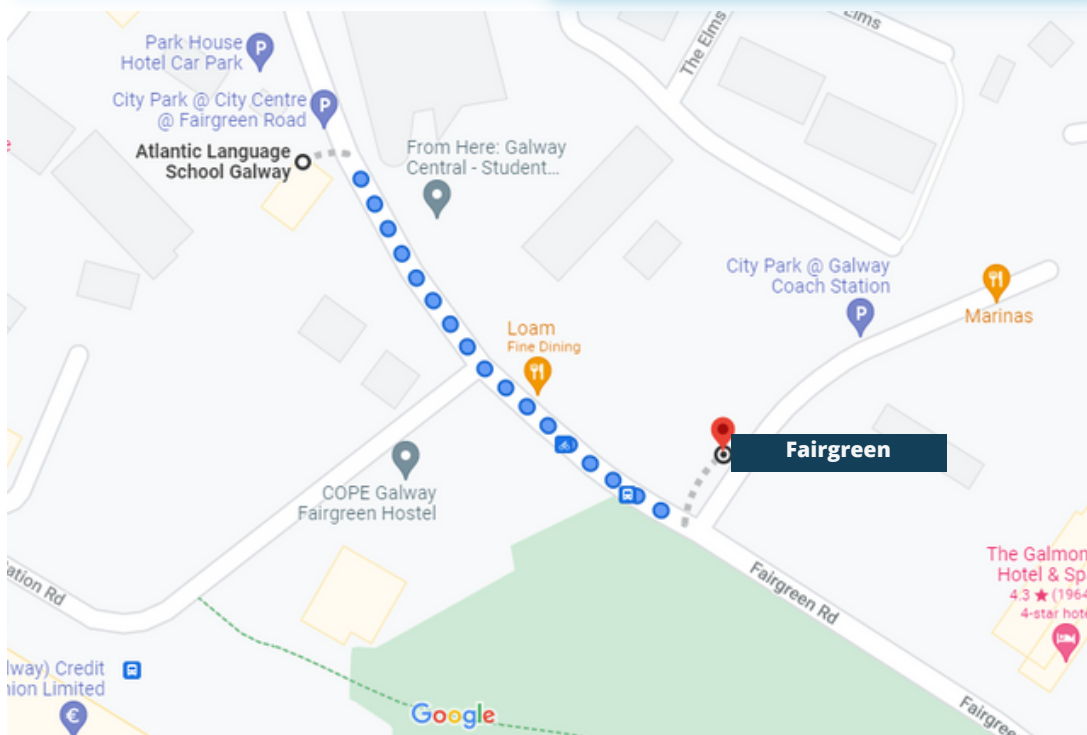 Elms
The Elms
Park House
Hotel Car Park
P
City Park @ City Centre
@ Fairgreen Road
P
Atlantic Language
School Galway
From Here: Galway
Central - Student...
City Park @ Galway
Coach Station
P
Marinas
Loam
Fine Dining
Fairgreen
COPE Galway
Fairgreen Hostel
The Galmon
Hotel & Sp
4.3 ★ (1964
4-star hote
ation Rd
Fairgreen Rd
lway) Credit
nion Limited
€
Google
Fairgree